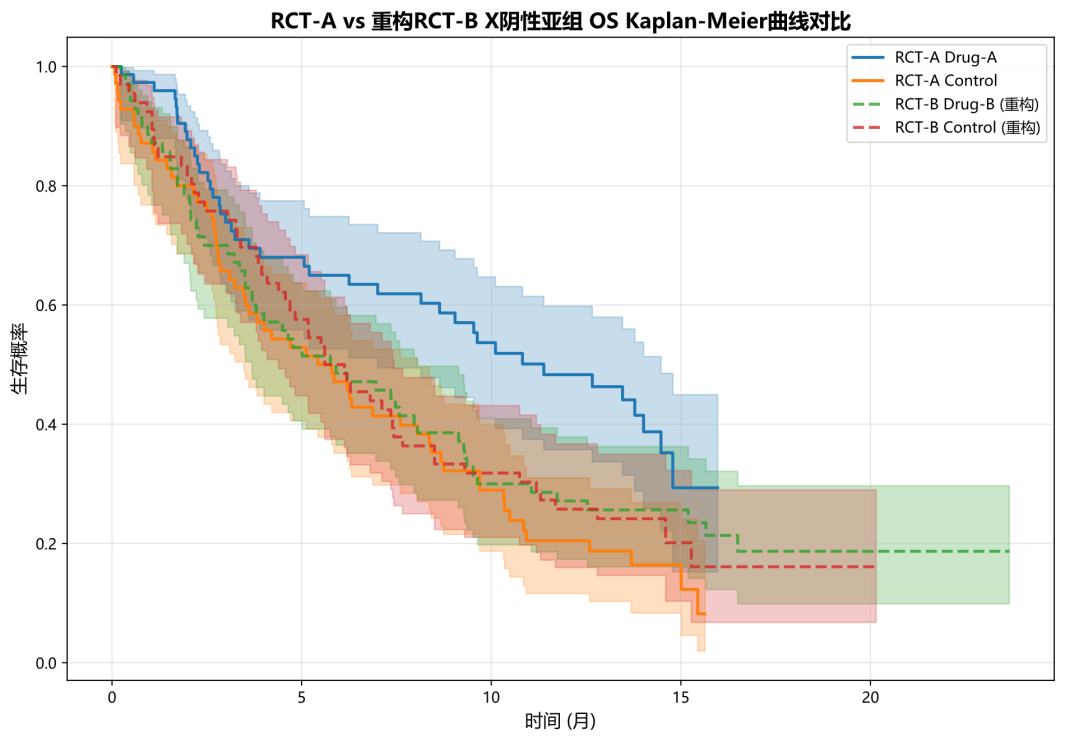 RCT-A vs 重构RCT-B X阴性亚组 OS Kaplan-Meier曲线对比
RCT-A Drug-A
RCT-A Control
RCT-B Drug-B (重构)
RCT-B Control (重构)
生存概率
1.0
0.8
0.6
0.4
0.2
0.0
0
5
10
15
20
时间 (月)